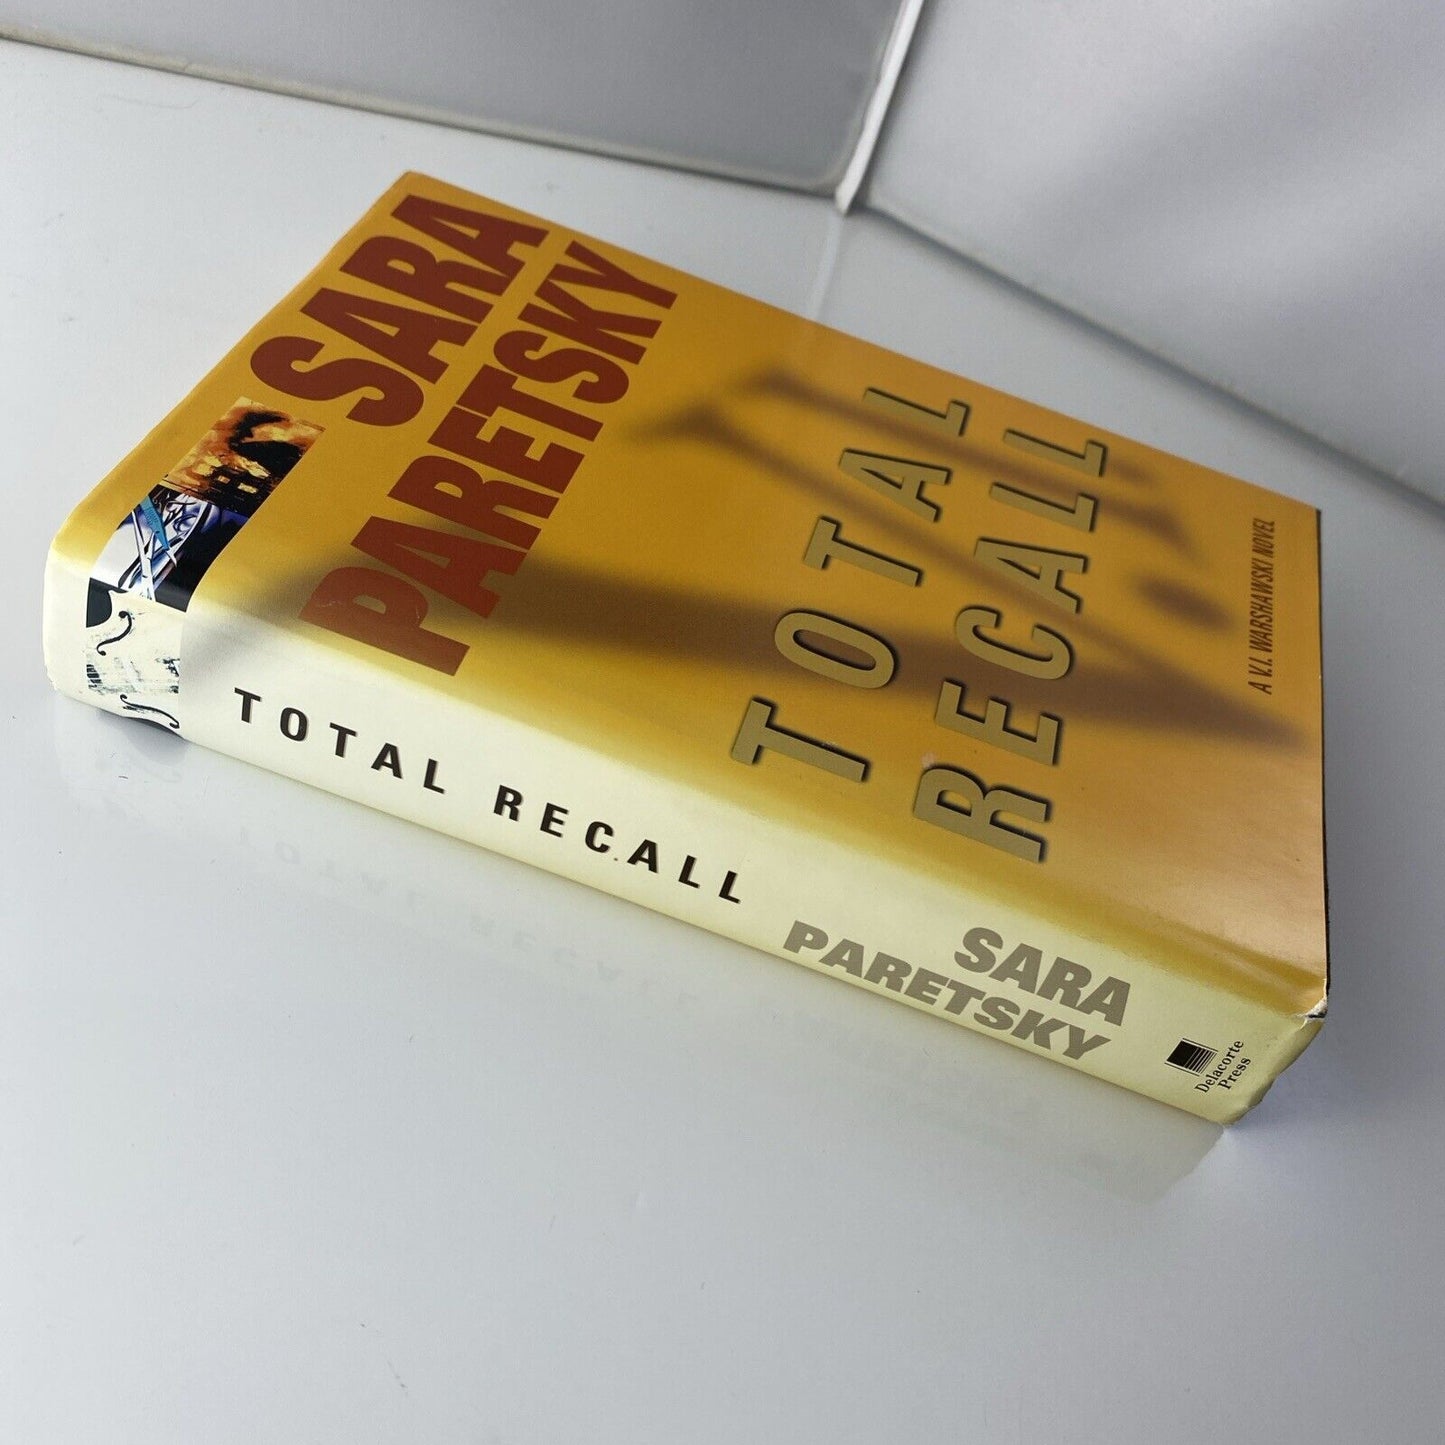 SARA
PARETSKY
TOTAL
RECALL
A V.I. WARSHAWSKI NOVEL
TOTAL RECALL
SARA
PARETSKY
Delacorte
Press